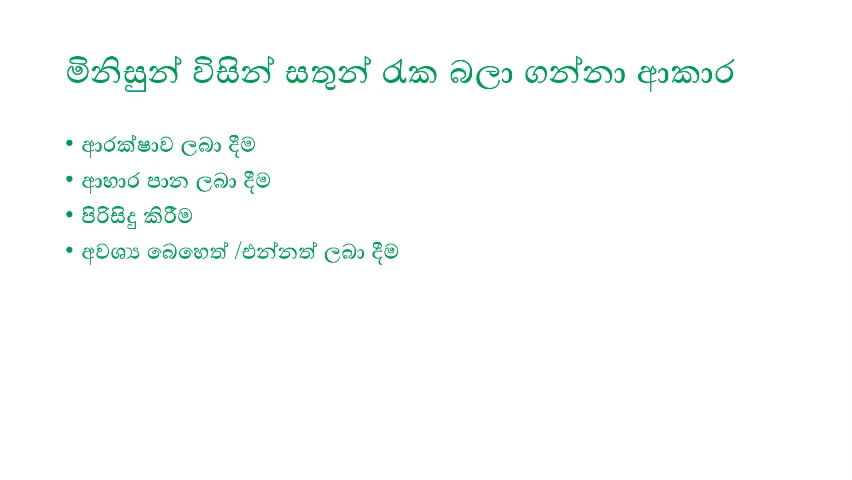 මිනිසුන් විසින් සතුන් රැක බලා ගන්නා ආකාර
• ආරක්ෂාව ලබා දීම
• ආහාර පාන ලබා දීම
• පිරිසිදු කිරීම
• අවශ්‍ය බෙහෙත් /එන්නත් ලබා දීම